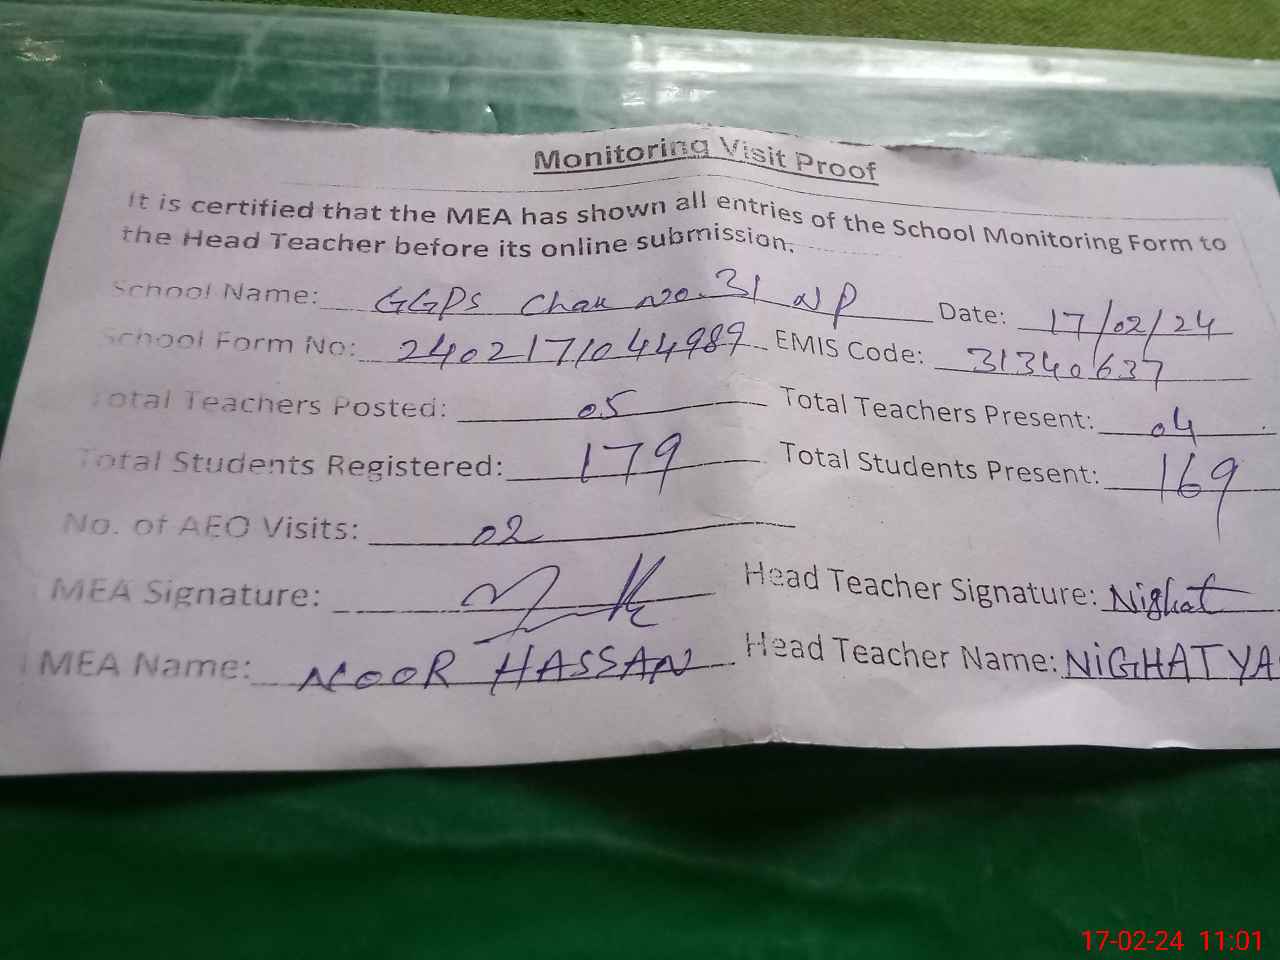 Monitoring Visit Proof
It is certified that the MEA has shown all entries of the School Monitoring Form to
the Head Teacher before its online submission.
School Name: GGPS Chak No. 31 NP Date: 17/02/24
School Form No: 2402171044989 EMIS Code: 31340637
Total Teachers Posted: 05 Total Teachers Present: 04
Total Students Registered: 179 Total Students Present: 169
No. of AEO Visits: 02
MEA Signature: Head Teacher Signature: Nighat
MEA Name: NOOR HASSAN Head Teacher Name: NIGHAT YA
17-02-24 11:01